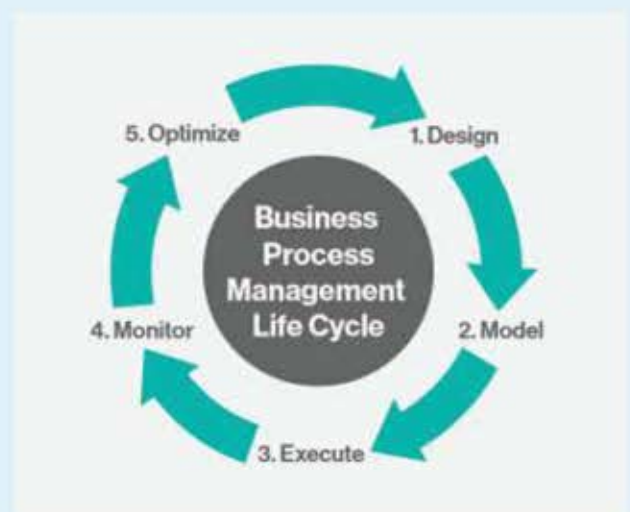 Business
Process
Management
Life Cycle
1. Design
2. Model
3. Execute
4. Monitor
5. Optimize